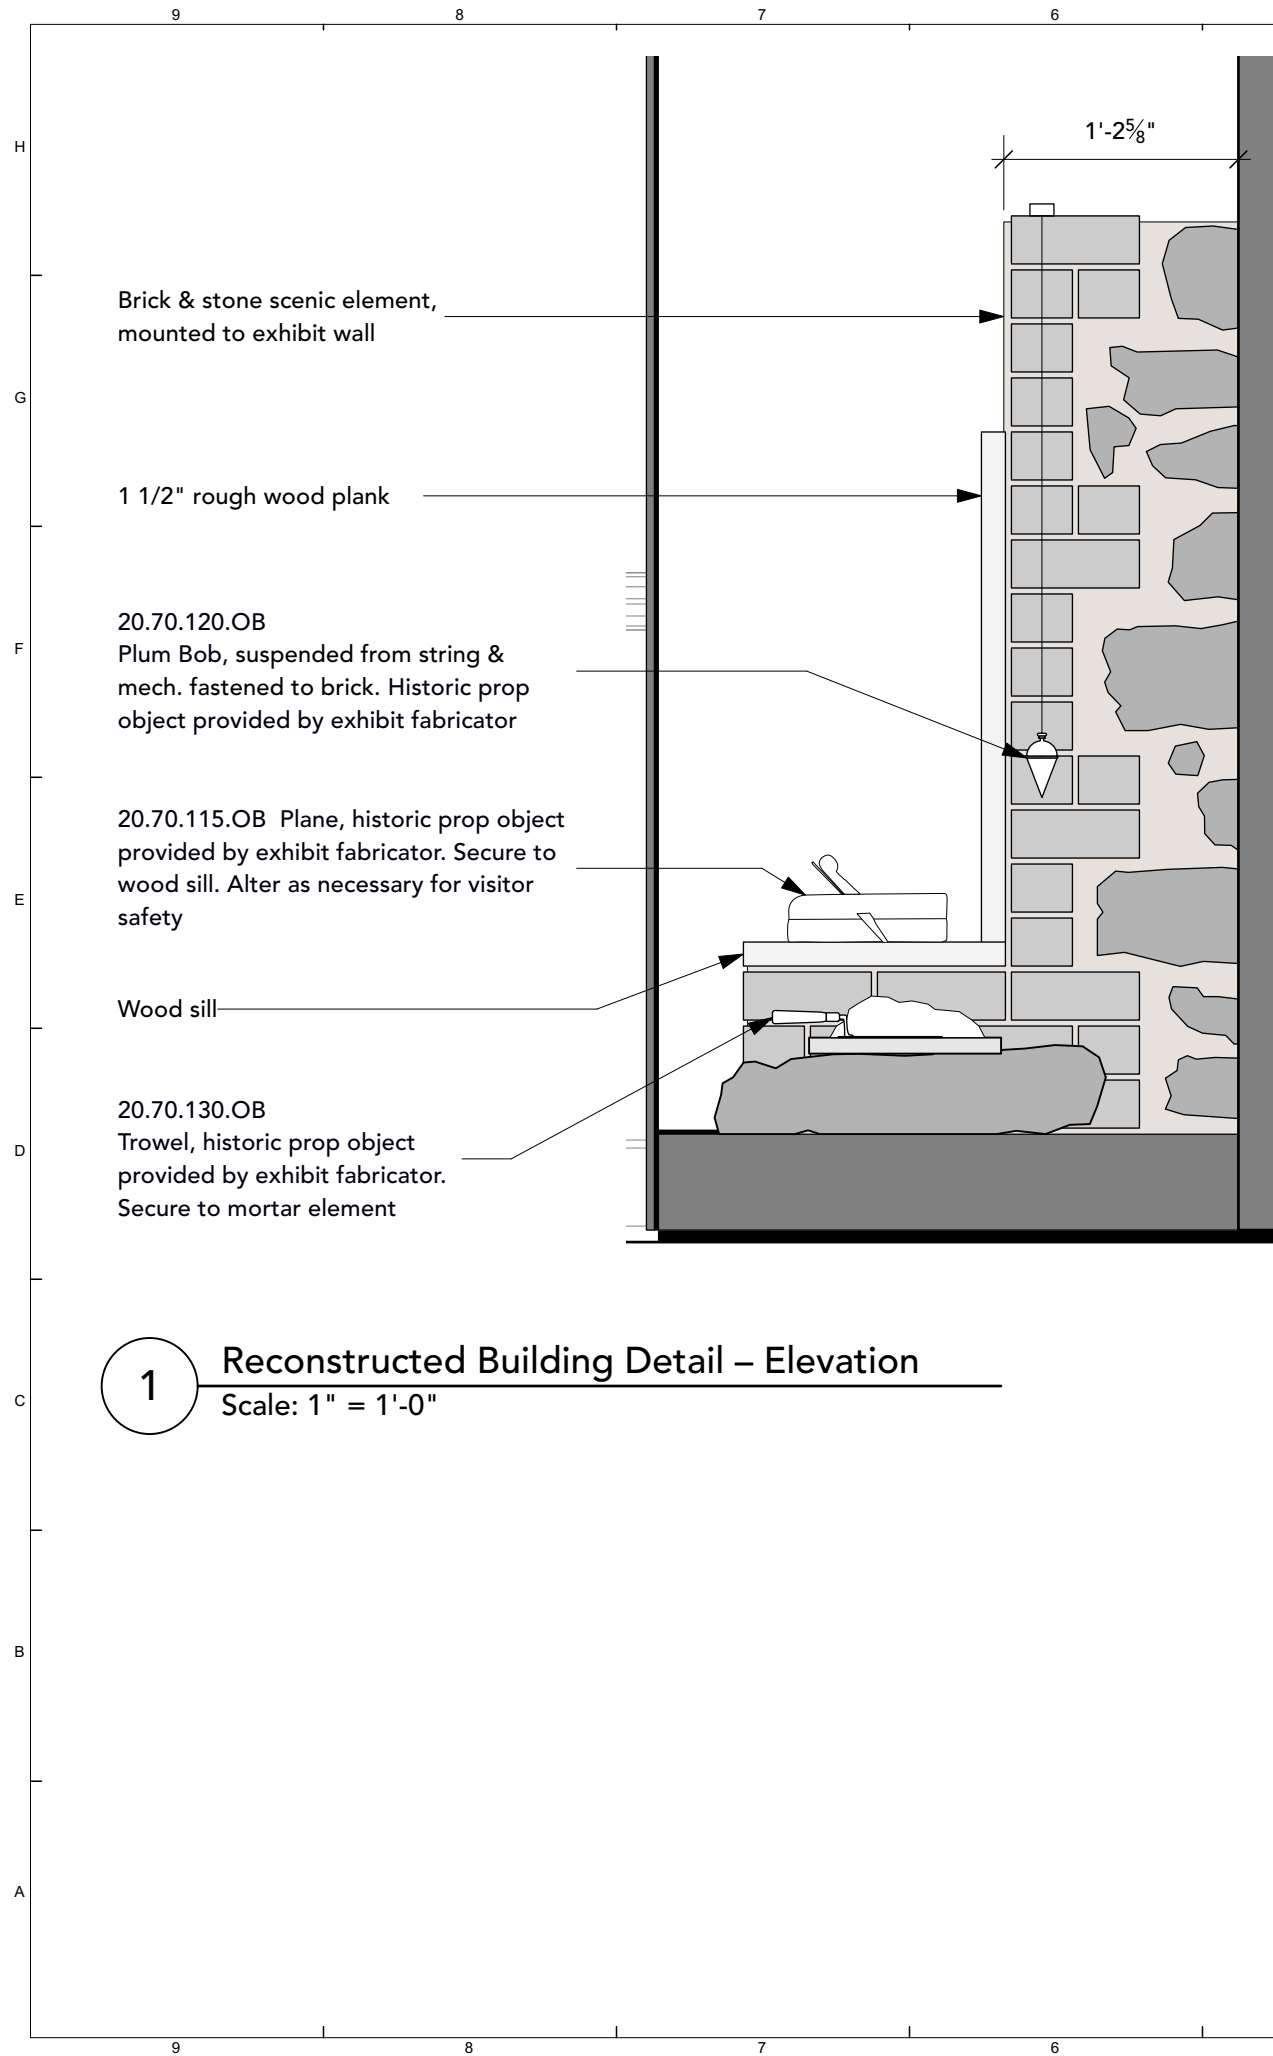 9 8 7 6
H
1'-2⅝"
Brick & stone scenic element,
mounted to exhibit wall
G
1 1/2" rough wood plank
20.70.120.OB
F
Plum Bob, suspended from string &
mech. fastened to brick. Historic prop
object provided by exhibit fabricator
20.70.115.OB  Plane, historic prop object
provided by exhibit fabricator. Secure to
wood sill. Alter as necessary for visitor
E
safety
Wood sill
20.70.130.OB
Trowel, historic prop object
D
provided by exhibit fabricator.
Secure to mortar element
1
Reconstructed Building Detail – Elevation
C
Scale: 1" = 1'-0"
B
A
9 8 7 6